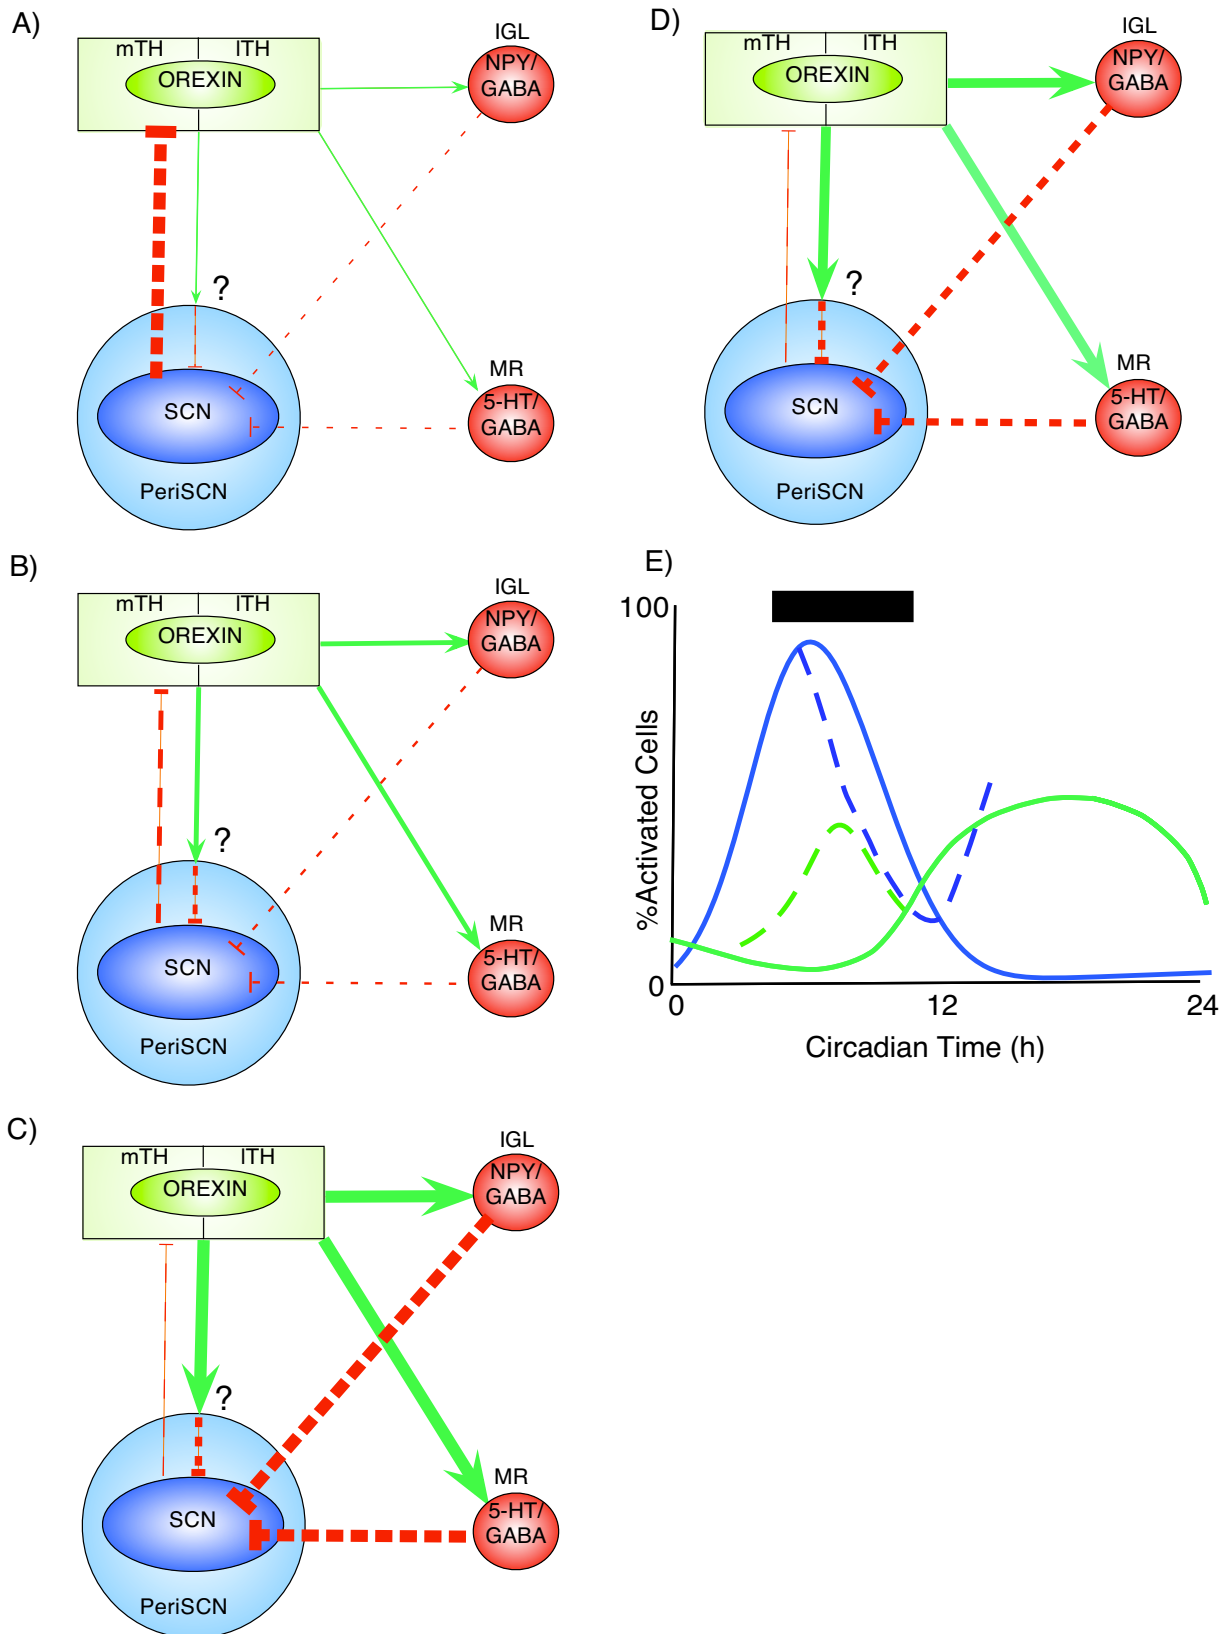 A)
mTH
lTH
OREXIN
IGL
NPY/
GABA
?
SCN
PeriSCN
MR
5-HT/
GABA
B)
mTH
lTH
OREXIN
IGL
NPY/
GABA
?
SCN
PeriSCN
MR
5-HT/
GABA
C)
mTH
lTH
OREXIN
IGL
NPY/
GABA
?
SCN
PeriSCN
MR
5-HT/
GABA
D)
mTH
lTH
OREXIN
IGL
NPY/
GABA
?
SCN
PeriSCN
MR
5-HT/
GABA
E)
100
%Activated Cells
0
0
12
24
Circadian Time (h)